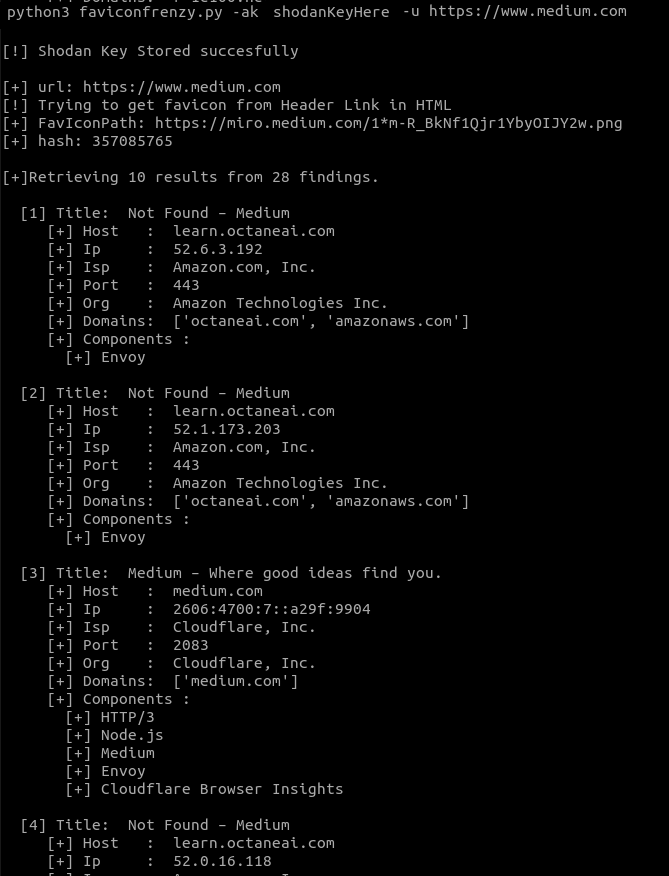 python3 faviconfrenzy.py -ak shodanKeyHere -u https://www.medium.com
[!] Shodan Key Stored succesfully
[+] url: https://www.medium.com
[!] Trying to get favicon from Header Link in HTML
[+] FavIconPath: https://miro.medium.com/1*m-R_BkNf1Qjr1YbyOIJY2w.png
[+] hash: 357085765
[+]Retrieving 10 results from 28 findings.
[1] Title: Not Found – Medium
[+] Host : learn.octaneai.com
[+] Ip : 52.6.3.192
[+] Isp : Amazon.com, Inc.
[+] Port : 443
[+] Org : Amazon Technologies Inc.
[+] Domains: ['octaneai.com', 'amazonaws.com']
[+] Components :
[+] Envoy
[2] Title: Not Found – Medium
[+] Host : learn.octaneai.com
[+] Ip : 52.1.173.203
[+] Isp : Amazon.com, Inc.
[+] Port : 443
[+] Org : Amazon Technologies Inc.
[+] Domains: ['octaneai.com', 'amazonaws.com']
[+] Components :
[+] Envoy
[3] Title: Medium – Where good ideas find you.
[+] Host : medium.com
[+] Ip : 2606:4700:7::a29f:9904
[+] Isp : Cloudflare, Inc.
[+] Port : 2083
[+] Org : Cloudflare, Inc.
[+] Domains: ['medium.com']
[+] Components :
[+] HTTP/3
[+] Node.js
[+] Medium
[+] Envoy
[+] Cloudflare Browser Insights
[4] Title: Not Found – Medium
[+] Host : learn.octaneai.com
[+] Ip : 52.0.16.118